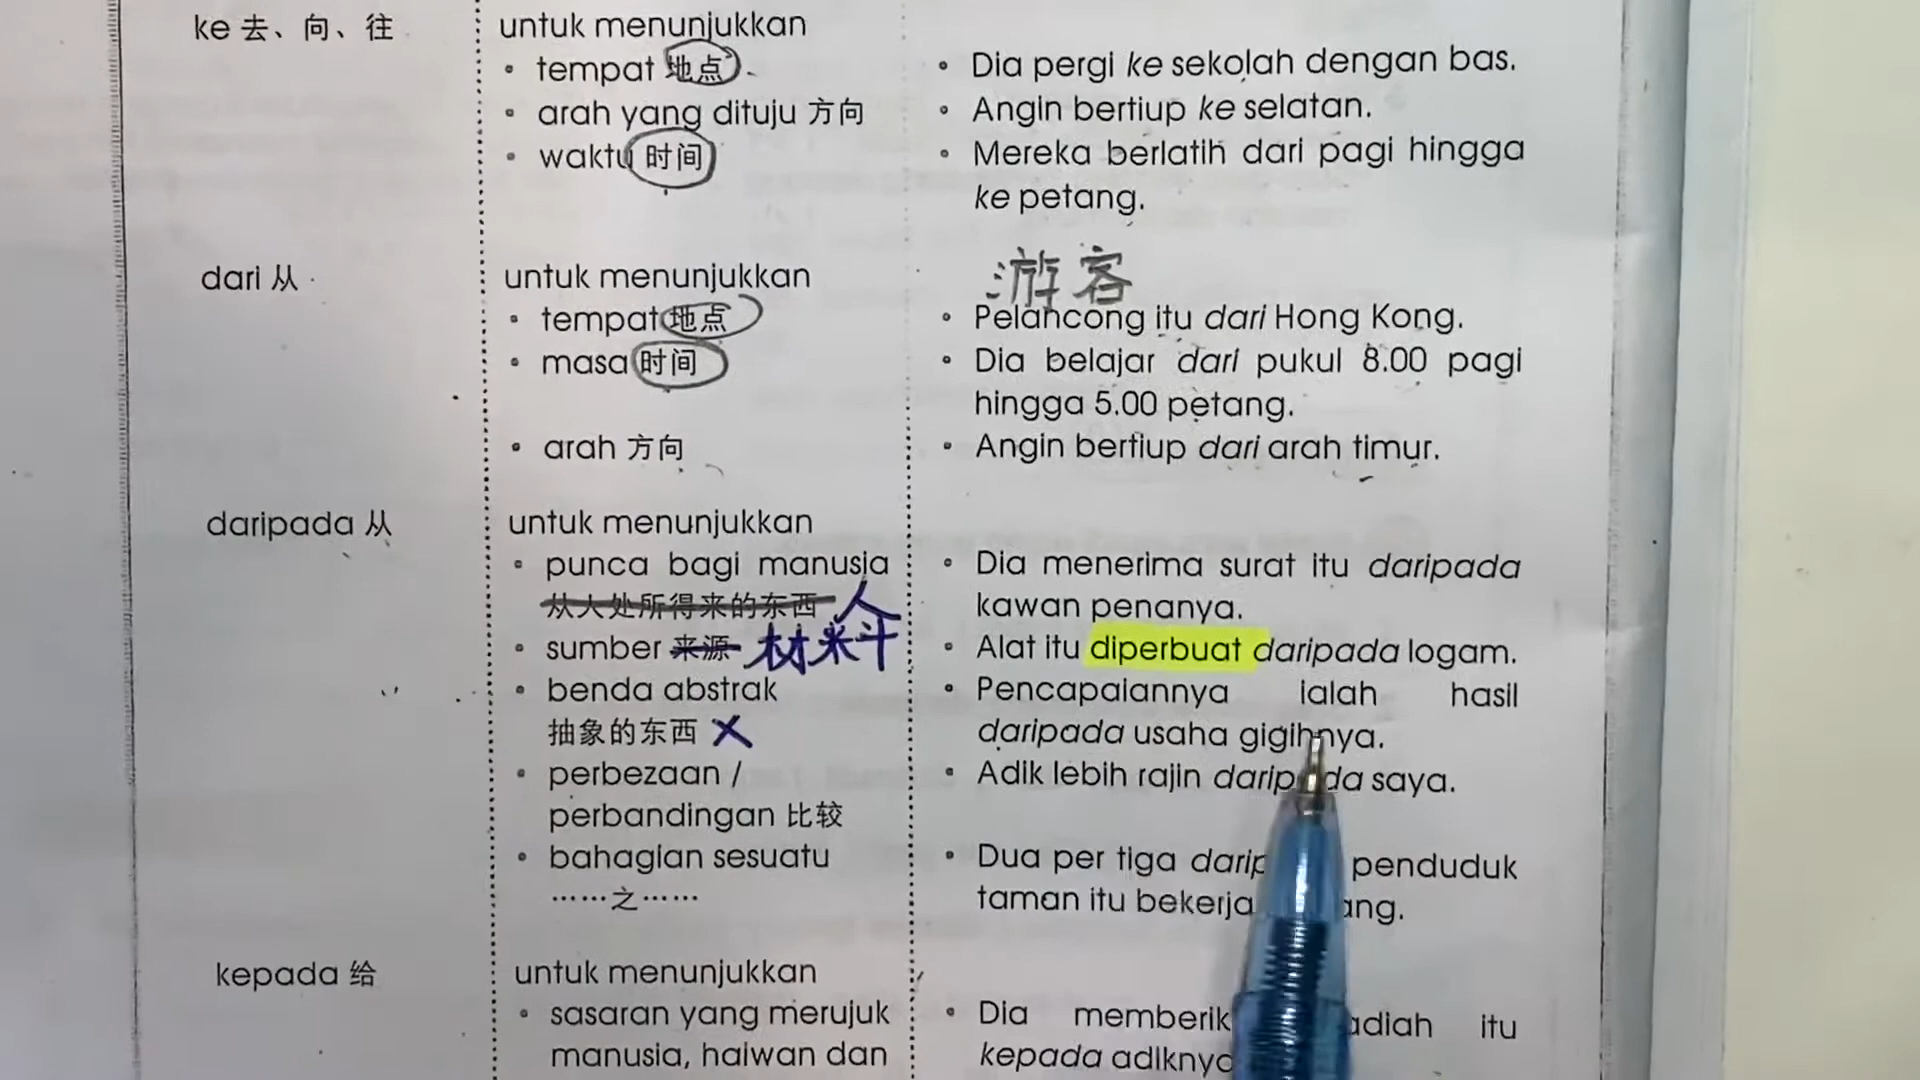 ke 去、向、往
untuk menunjukkan
• tempat 地点
• arah yang dituju 方向
• waktu 时间
• Dia pergi ke sekolah dengan bas.
• Angin bertiup ke selatan.
• Mereka berlatih dari pagi hingga
ke petang.
dari 从
untuk menunjukkan
• tempat 地点
• masa 时间
• arah 方向
游客
• Pelancong itu dari Hong Kong.
• Dia belajar dari pukul 8.00 pagi
hingga 5.00 petang.
• Angin bertiup dari arah timur.
daripada 从
untuk menunjukkan
• punca bagi manusia
从人处所得来的东西 人
• sumber 来源 材料
• benda abstrak
抽象的东西 X
• perbezaan /
perbandingan 比较
• bahagian sesuatu
……之……
• Dia menerima surat itu daripada
kawan penanya.
• Alat itu diperbuat daripada logam.
• Pencapaiannya ialah hasil
daripada usaha gigihnya.
• Adik lebih rajin daripada saya.
• Dua per tiga penduduk
taman itu bekerja
kepada 给
untuk menunjukkan
• sasaran yang merujuk
manusia, haiwan dan
• Dia itu
kepada